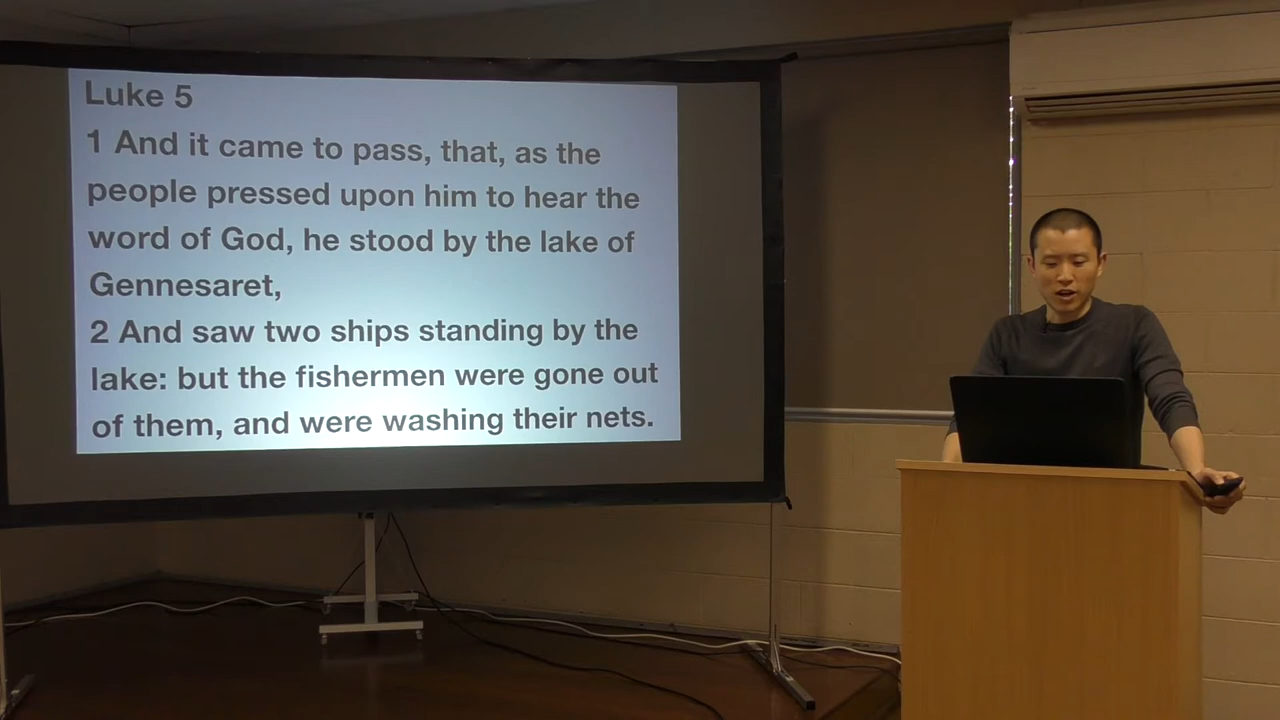 Luke 5
1 And it came to pass, that, as the
people pressed upon him to hear the
word of God, he stood by the lake of
Gennesaret,
2 And saw two ships standing by the
lake: but the fishermen were gone out
of them, and were washing their nets.